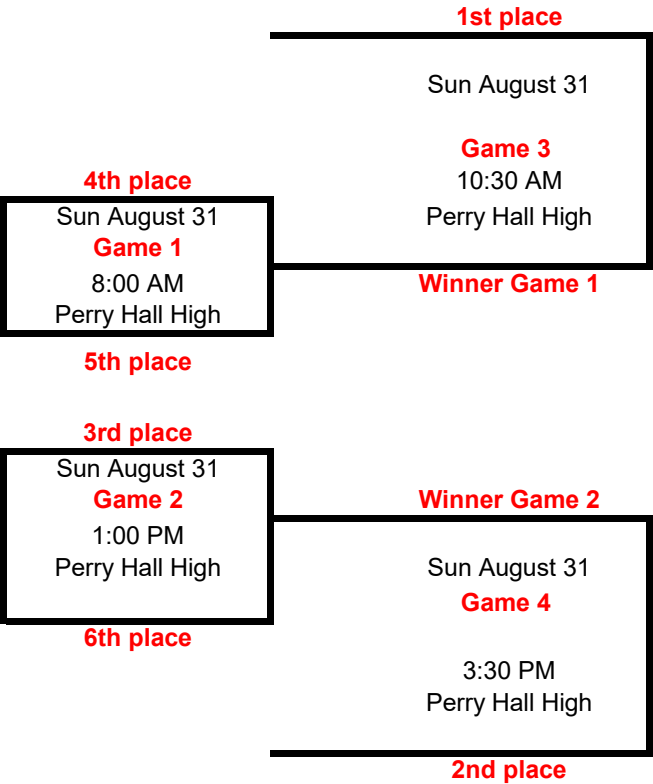 1st place
Sun August 31
Game 3
10:30 AM
Perry Hall High
Winner Game 1
4th place
Sun August 31
Game 1
8:00 AM
Perry Hall High
5th place
3rd place
Sun August 31
Game 2
1:00 PM
Perry Hall High
6th place
Winner Game 2
Sun August 31
Game 4
3:30 PM
Perry Hall High
2nd place